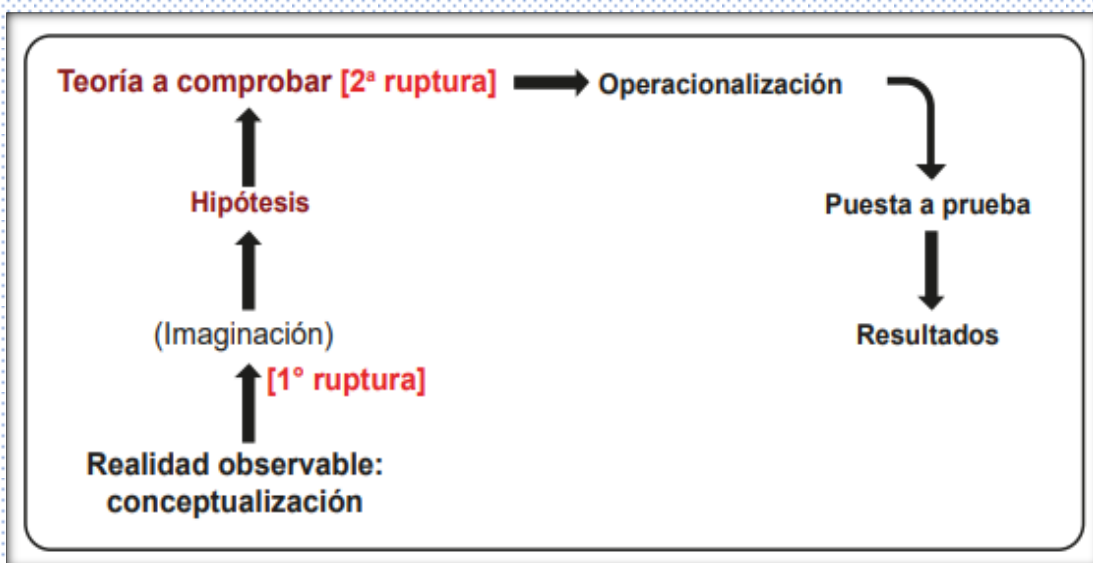 Teoría a comprobar [2ª ruptura]
Operacionalización
Hipótesis
Puesta a prueba
(Imaginación)
Resultados
[1° ruptura]
Realidad observable:
conceptualización